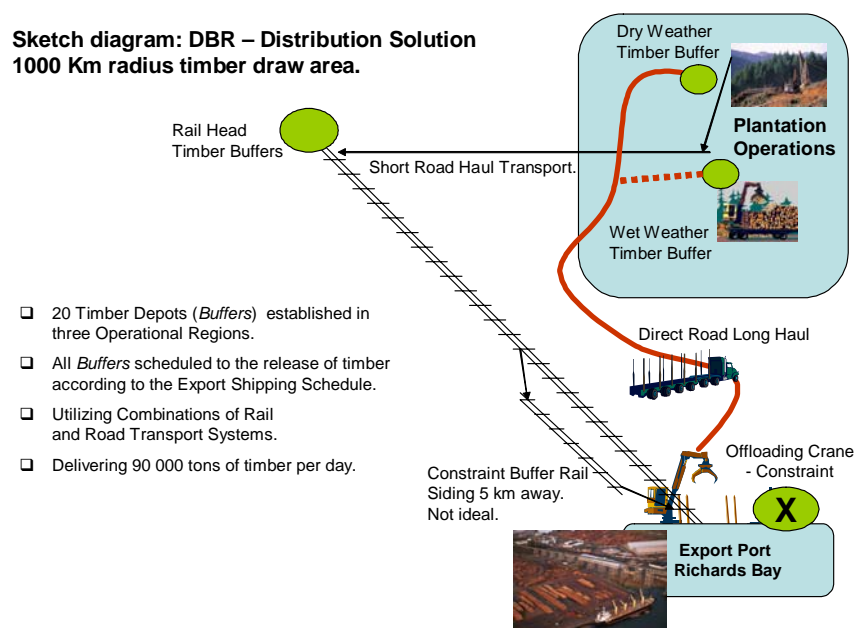 Sketch diagram: DBR – Distribution Solution
1000 Km radius timber draw area.
Dry Weather
Timber Buffer
Rail Head
Timber Buffers
Plantation
Operations
Short Road Haul Transport.
Wet Weather
Timber Buffer
20 Timber Depots (Buffers) established in
three Operational Regions.
All Buffers scheduled to the release of timber
according to the Export Shipping Schedule.
Utilizing Combinations of Rail
and Road Transport Systems.
Delivering 90 000 tons of timber per day.
Direct Road Long Haul
Constraint Buffer Rail
Siding 5 km away.
Not ideal.
Offloading Crane
- Constraint
X
Export Port
Richards Bay